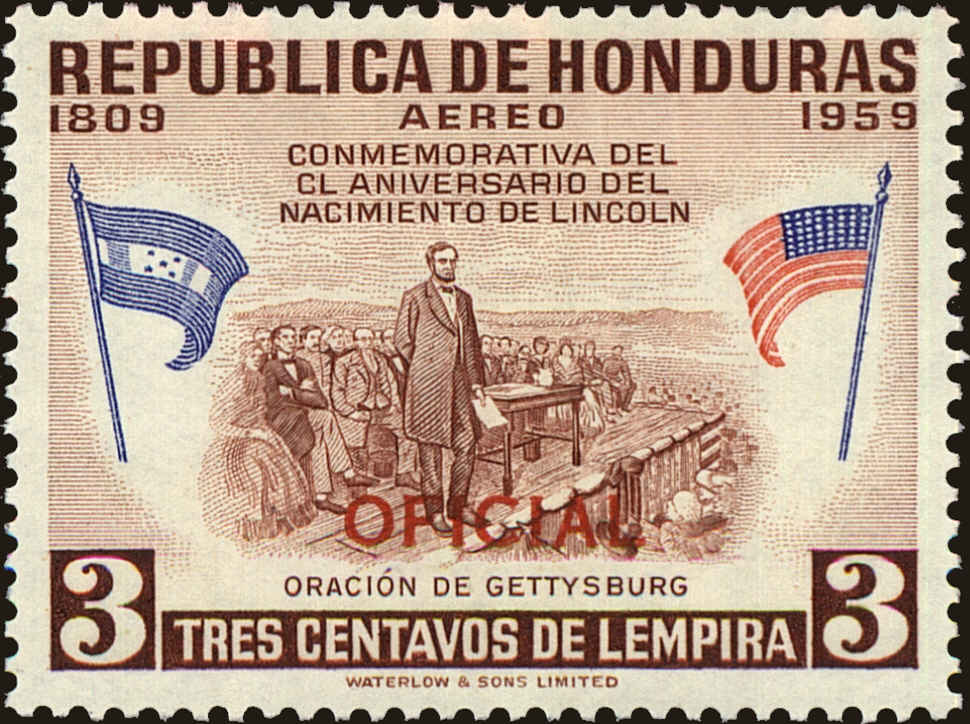 REPUBLICA DE HONDURAS
1809 AEREO 1959
CONMEMORATIVA DEL
CL ANIVERSARIO DEL
NACIMIENTO DE LINCOLN
OFICIAL
ORACIÓN DE GETTYSBURG
3 TRES CENTAVOS DE LEMPIRA 3
WATERLOW & SONS LIMITED